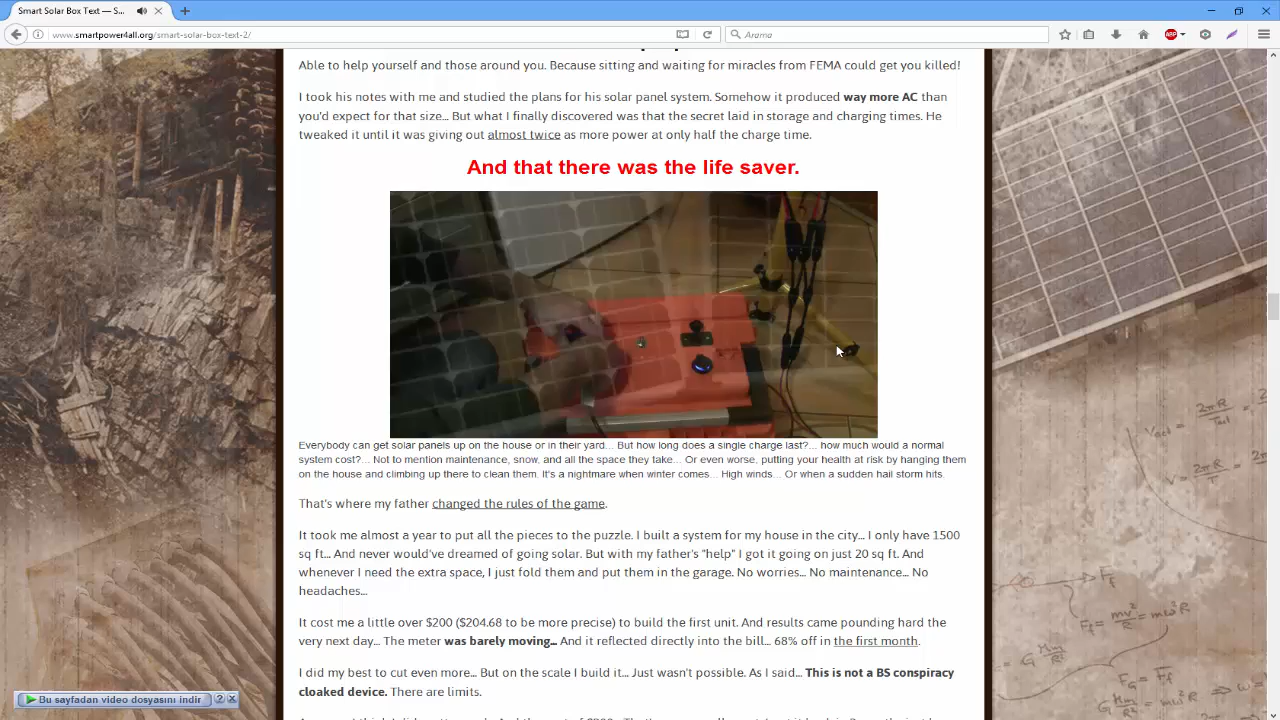 Smart Solar Box Text — S...
www.smartpower4all.org/smart-solar-box-text-2/
Arama
ABP
Able to help yourself and those around you. Because sitting and waiting for miracles from FEMA could get you killed!
I took his notes with me and studied the plans for his solar panel system. Somehow it produced way more AC than
you'd expect for that size... But what I finally discovered was that the secret laid in storage and charging times. He
tweaked it until it was giving out almost twice as more power at only half the charge time.
And that there was the life saver.
Everybody can get solar panels up on the house or in their yard... But how long does a single charge last?... how much would a normal
system cost?... Not to mention maintenance, snow, and all the space they take... Or even worse, putting your health at risk by hanging them
on the house and climbing up there to clean them. It's a nightmare when winter comes... High winds... Or when a sudden hail storm hits.
That's where my father changed the rules of the game.
It took me almost a year to put all the pieces to the puzzle. I built a system for my house in the city... I only have 1500
sq ft... And never would've dreamed of going solar. But with my father's "help" I got it going on just 20 sq ft. And
whenever I need the extra space, I just fold them and put them in the garage. No worries... No maintenance... No
headaches...
It cost me a little over $200($204.68 to be more precise) to build the first unit. And results came pounding hard the
very next day... The meter was barely moving... And it reflected directly into the bill... 68% off in the first month.
I did my best to cut even more... But on the scale I build it... Just wasn't possible. As I said... This is not a BS conspiracy
cloaked device. There are limits.
Bu sayfadan video dosyasını indir
? X